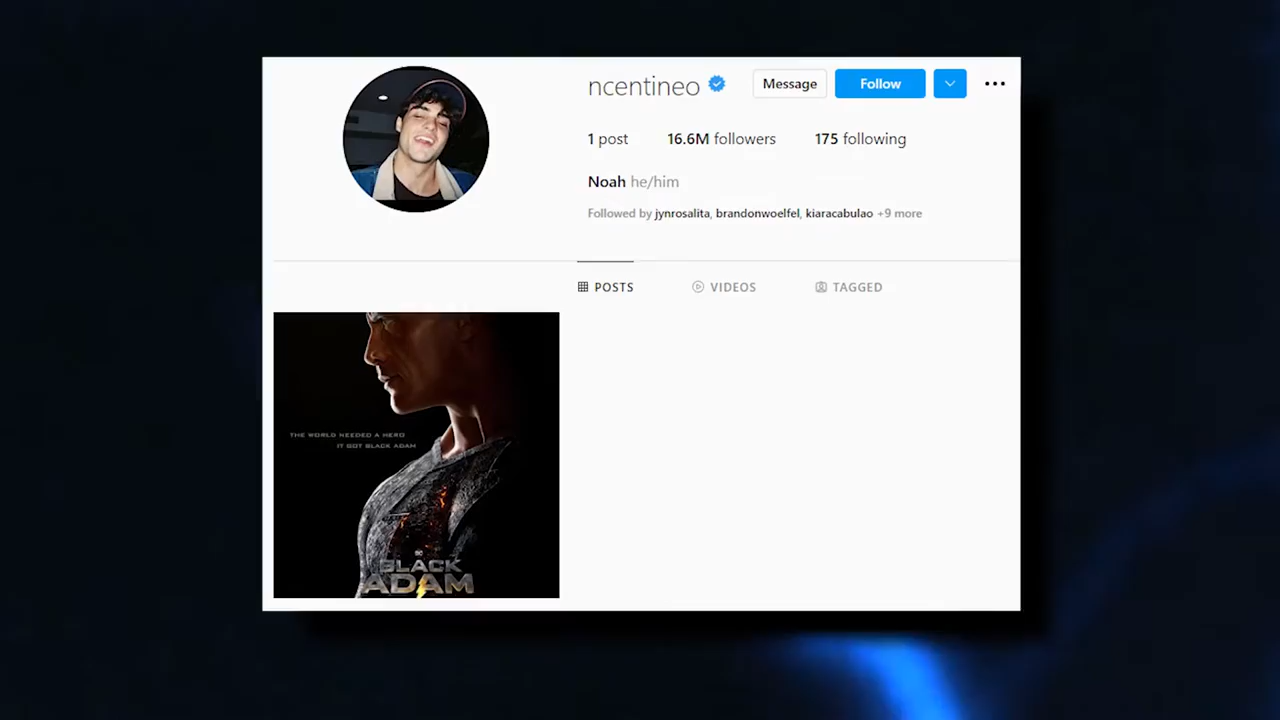 ncentineo
Message
Follow
1 post 16.6M followers 175 following
Noah he/him
Followed by jynrosalita, brandonwoelfel, kiaracabulao +9 more
POSTS VIDEOS TAGGED
THE WORLD NEEDED A HERO
IT GOT BLACK ADAM
DC
BLACK
ADAM